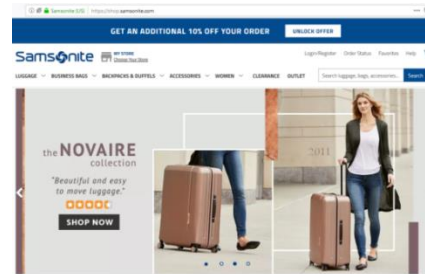 Samsonite
https://shop.samsonite.com
GET AN ADDITIONAL 10% OFF YOUR ORDER
UNLOCK OFFER
Samsonite
MY STORE
Choose Your Store
Login/Register Order Status Favorites Help
LUGGAGE BUSINESS BAGS BACKPACKS & DUFFELS ACCESSORIES WOMEN CLEARANCE OUTLET
Search luggage, bags, accessories...
Search
the NOVAIRE
collection
"Beautiful and easy
to move luggage."
SHOP NOW
2011